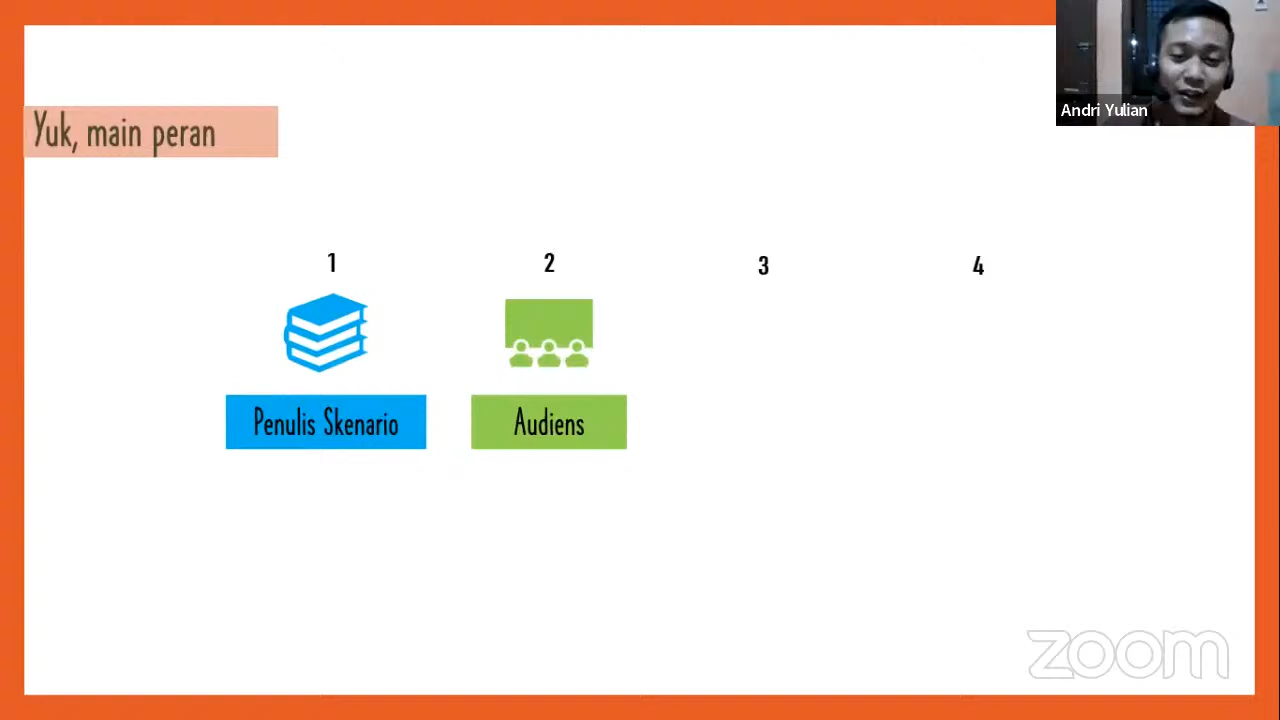 Andri Yulian
Yuk, main peran
1
2
3
4
Penulis Skenario
Audiens
zoom